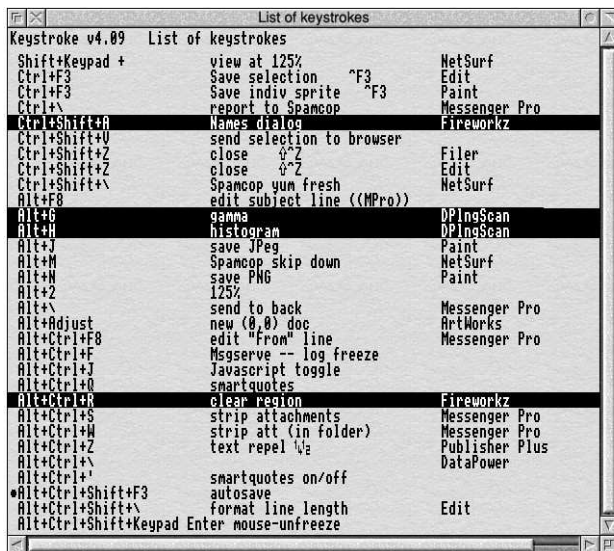 List of keystrokes
Keystroke v4.09 List of keystrokes
Shift+Keypad + view at 125% NetSurf
Ctrl+F3 Save selection ^F3 Edit
Ctrl+F3 Save indiv sprite ^F3 Paint
Ctrl+\ report to Spamcop Messenger Pro
Ctrl+Shift+A Names dialog Fireworkz
Ctrl+Shift+V send selection to browser
Ctrl+Shift+Z close ⇧^Z Filer
Ctrl+Shift+Z close ⇧^Z Edit
Ctrl+Shift+\ Spamcop yum fresh NetSurf
Alt+F8 edit subject line ((MPro))
Alt+G gamma DPlngScan
Alt+H histogram DPlngScan
Alt+J save JPeg Paint
Alt+M Spamcop skip down NetSurf
Alt+N save PNG Paint
Alt+2 125%
Alt+\ send to back Messenger Pro
Alt+Adjust new (0,0) doc ArtWorks
Alt+Ctrl+F8 edit "From" line Messenger Pro
Alt+Ctrl+F Msgserve -- log freeze
Alt+Ctrl+J Javascript toggle
Alt+Ctrl+Q smartquotes
Alt+Ctrl+R clear region Fireworkz
Alt+Ctrl+S strip attachments Messenger Pro
Alt+Ctrl+W strip att (in folder) Messenger Pro
Alt+Ctrl+Z text repel Publisher Plus
Alt+Ctrl+\ DataPower
Alt+Ctrl+' smartquotes on/off
•Alt+Ctrl+Shift+F3 autosave
Alt+Ctrl+Shift+\ format line length Edit
Alt+Ctrl+Shift+Keypad Enter mouse-unfreeze